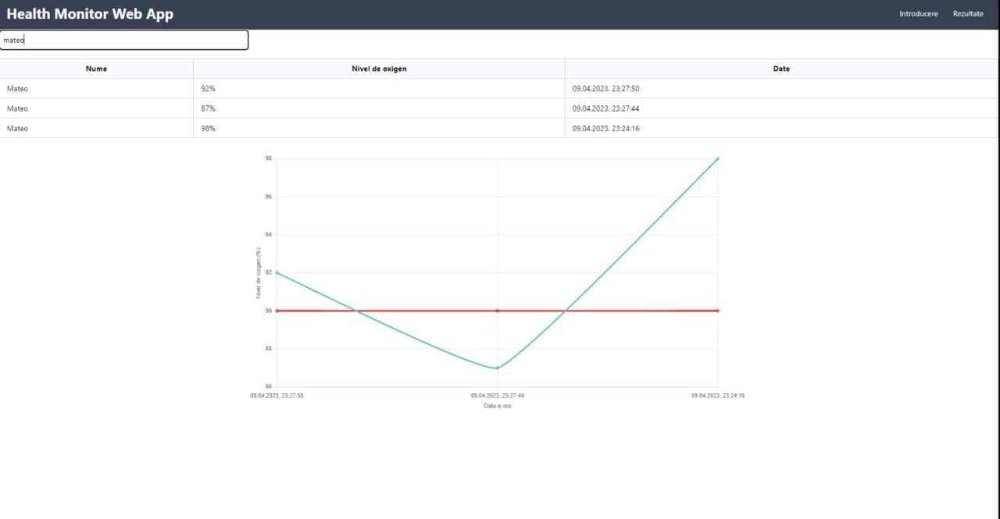 Health Monitor Web App
Introducere Rezultate
mateo
Nume Nivel de oxigen Date
Mateo 92% 09.04.2023, 23:27:50
Mateo 87% 09.04.2023, 23:27:44
Mateo 98% 09.04.2023, 23:24:16
98
96
94
92
90
88
86
Nivel de oxigen (%)
09.04.2023, 23:27:50 09.04.2023, 23:27:44 09.04.2023, 23:24:16
Data si ora